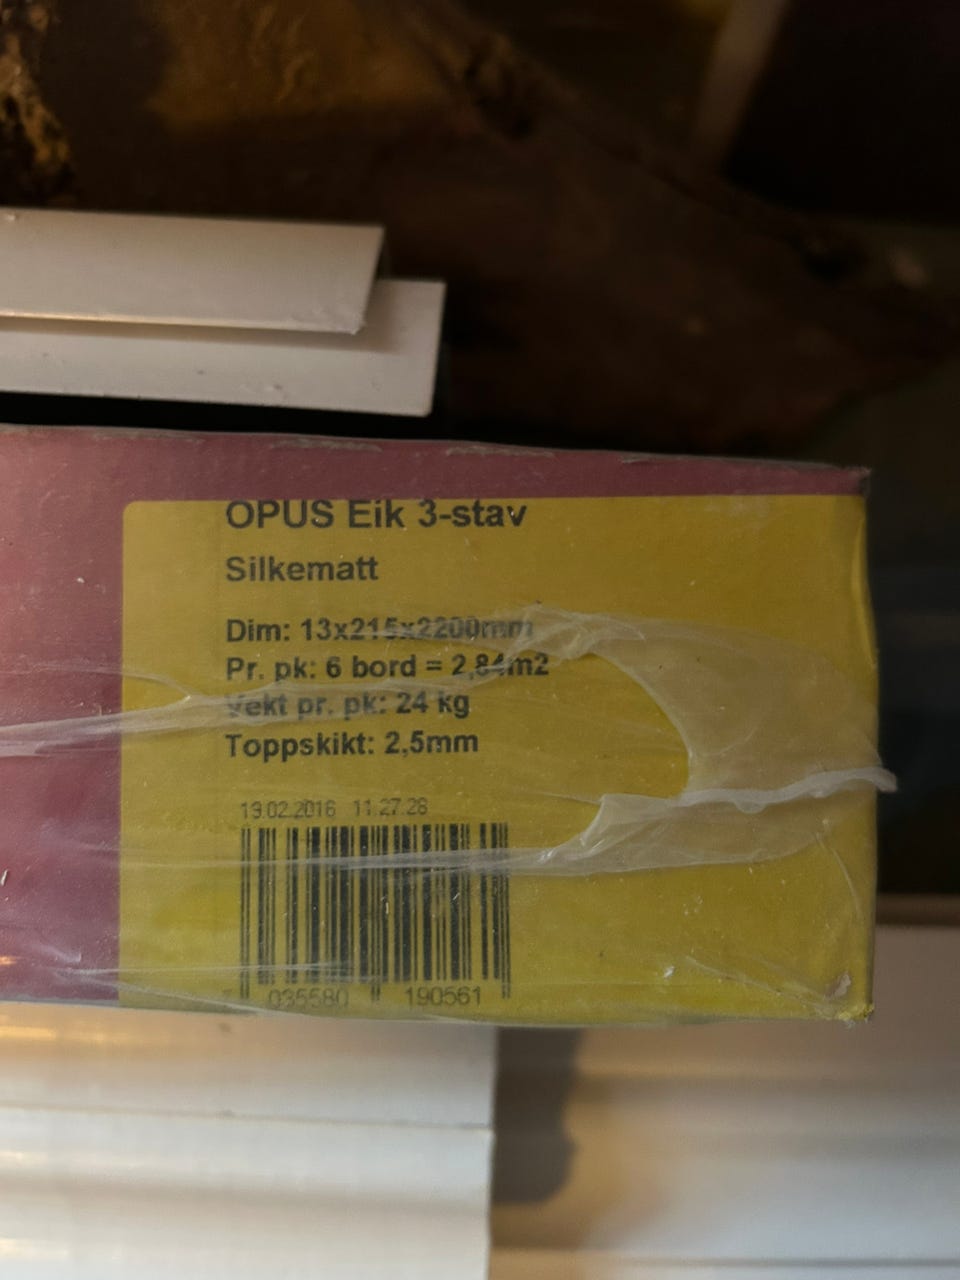 OPUS Eik 3-stav
Silkematt
Dim: 13x215x2200mm
Pr. pk: 6 bord = 2,84m2
Vekt pr. pk: 24 kg
Toppskikt: 2,5mm
19.02.2016 11.27.28
035580 190561